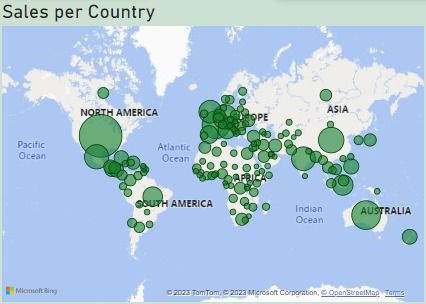 Sales per Country
NORTH AMERICA
EUROPE
ASIA
Pacific
Ocean
Atlantic
Ocean
AFRICA
SOUTH AMERICA
Indian
Ocean
AUSTRALIA
Microsoft Bing
© 2023 TomTom, © 2023 Microsoft Corporation, © OpenStreetMap Terms